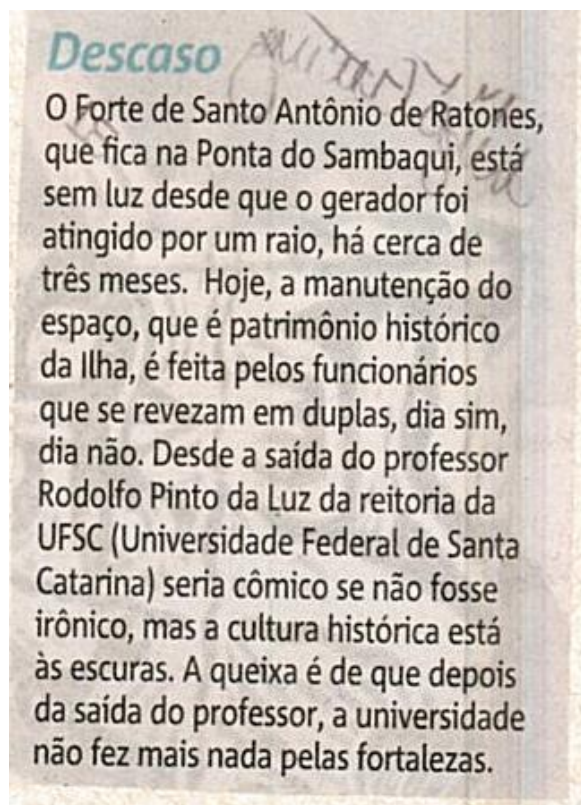 Descaso
O Forte de Santo Antônio de Ratones,
que fica na Ponta do Sambaqui, está
sem luz desde que o gerador foi
atingido por um raio, há cerca de
três meses. Hoje, a manutenção do
espaço, que é patrimônio histórico
da Ilha, é feita pelos funcionários
que se revezam em duplas, dia sim,
dia não. Desde a saída do professor
Rodolfo Pinto da Luz da reitoria da
UFSC (Universidade Federal de Santa
Catarina) seria cômico se não fosse
irônico, mas a cultura histórica está
às escuras. A queixa é de que depois
da saída do professor, a universidade
não fez mais nada pelas fortalezas.